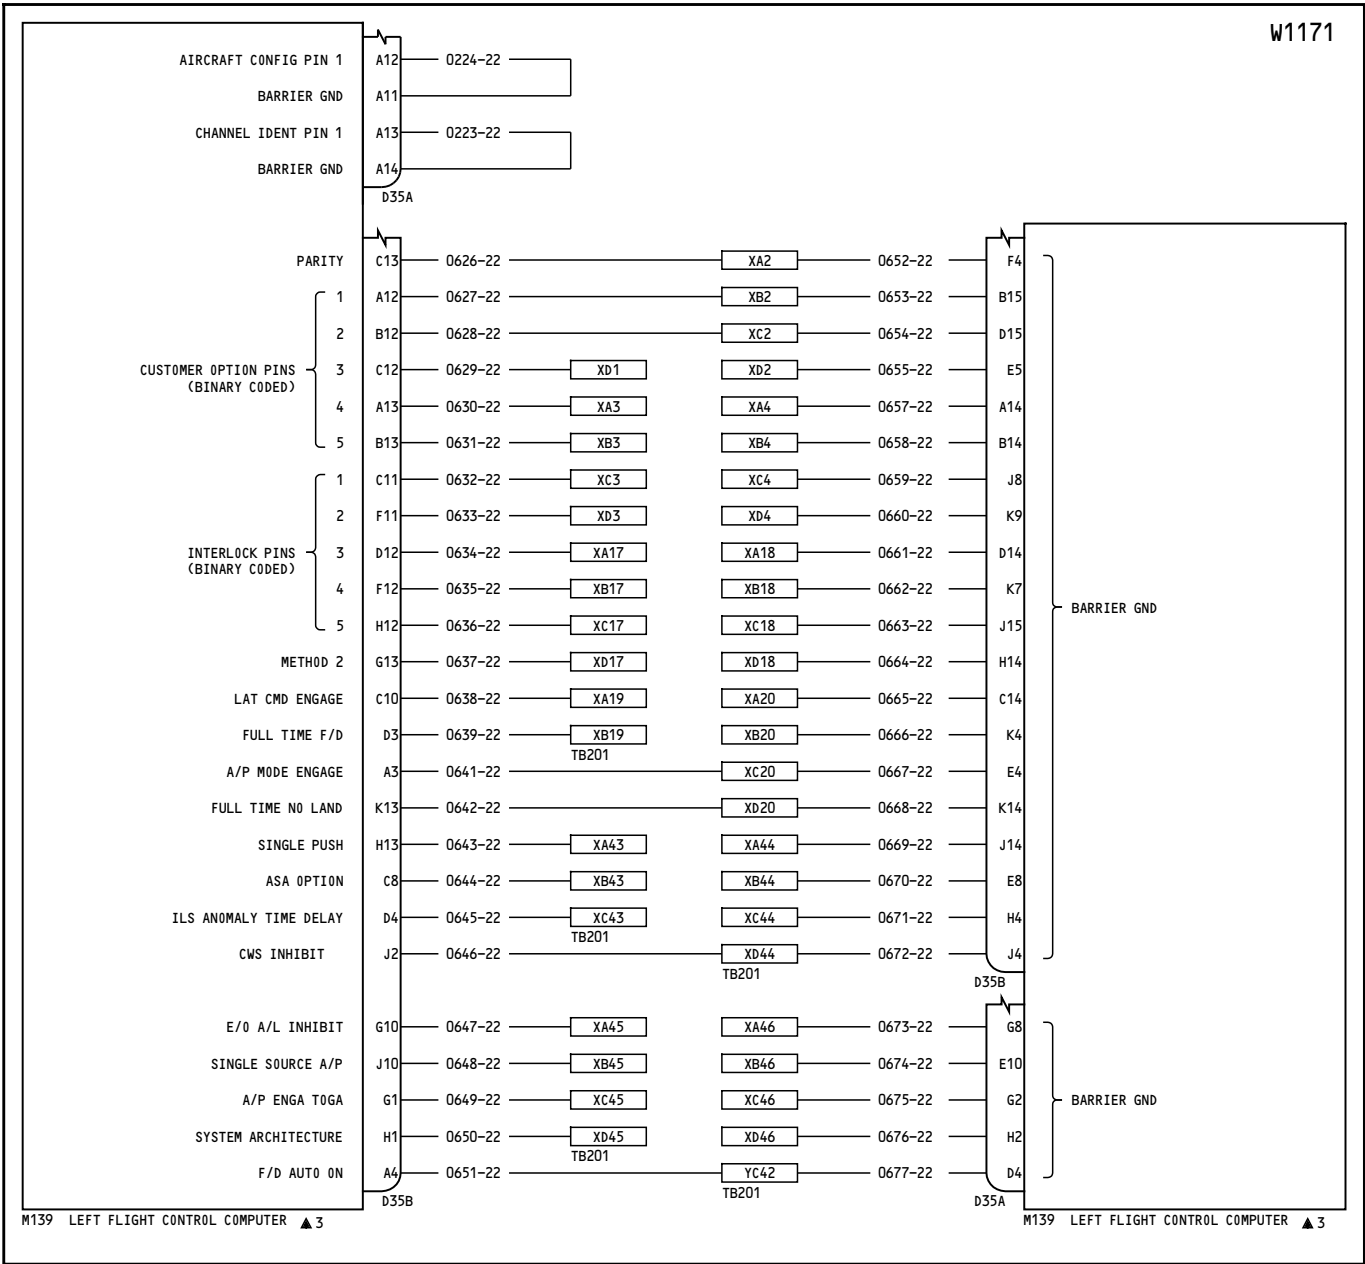 W1171
AIRCRAFT CONFIG PIN 1 A12 0224-22
BARRIER GND A11
CHANNEL IDENT PIN 1 A13 0223-22
BARRIER GND A14
D35A
PARITY C13 0626-22 XA2 0652-22 F4
1 A12 0627-22 XB2 0653-22 B15
2 B12 0628-22 XC2 0654-22 D15
CUSTOMER OPTION PINS 3 C12 0629-22 XD1 XD2 0655-22 E5
(BINARY CODED)
4 A13 0630-22 XA3 XA4 0657-22 A14
5 B13 0631-22 XB3 XB4 0658-22 B14
1 C11 0632-22 XC3 XC4 0659-22 J8
2 F11 0633-22 XD3 XD4 0660-22 K9
INTERLOCK PINS 3 D12 0634-22 XA17 XA18 0661-22 D14
(BINARY CODED)
4 F12 0635-22 XB17 XB18 0662-22 K7
BARRIER GND
5 H12 0636-22 XC17 XC18 0663-22 J15
METHOD 2 G13 0637-22 XD17 XD18 0664-22 H14
LAT CMD ENGAGE C10 0638-22 XA19 XA20 0665-22 C14
FULL TIME F/D D3 0639-22 XB19 XB20 0666-22 K4
TB201
A/P MODE ENGAGE A3 0641-22 XC20 0667-22 E4
FULL TIME NO LAND K13 0642-22 XD20 0668-22 K14
SINGLE PUSH H13 0643-22 XA43 XA44 0669-22 J14
ASA OPTION C8 0644-22 XB43 XB44 0670-22 E8
ILS ANOMALY TIME DELAY D4 0645-22 XC43 XC44 0671-22 H4
TB201
CWS INHIBIT J2 0646-22 XD44 0672-22 J4
TB201
D35B
E/O A/L INHIBIT G10 0647-22 XA45 XA46 0673-22 G8
SINGLE SOURCE A/P J10 0648-22 XB45 XB46 0674-22 E10
A/P ENGA TOGA G1 0649-22 XC45 XC46 0675-22 G2 BARRIER GND
SYSTEM ARCHITECTURE H1 0650-22 XD45 XD46 0676-22 H2
TB201
F/D AUTO ON A4 0651-22 YC42 0677-22 D4
TB201
D35B D35A
M139 LEFT FLIGHT CONTROL COMPUTER ▲ 3 M139 LEFT FLIGHT CONTROL COMPUTER ▲ 3